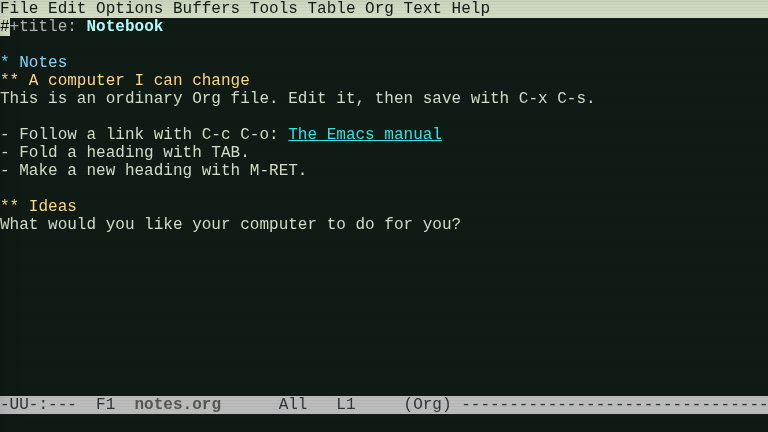 File Edit Options Buffers Tools Table Org Text Help
#+title: Notebook
* Notes
** A computer I can change
This is an ordinary Org file. Edit it, then save with C-x C-s.
- Follow a link with C-c C-o: The Emacs manual
- Fold a heading with TAB.
- Make a new heading with M-RET.
** Ideas
What would you like your computer to do for you?
-UU-:---  F1  notes.org      All   L1     (Org) --------------------------------